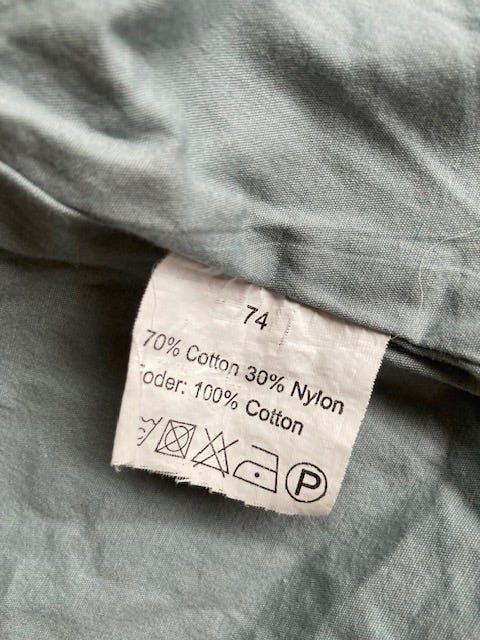 74
70% Cotton 30% Nylon
oder: 100% Cotton
P